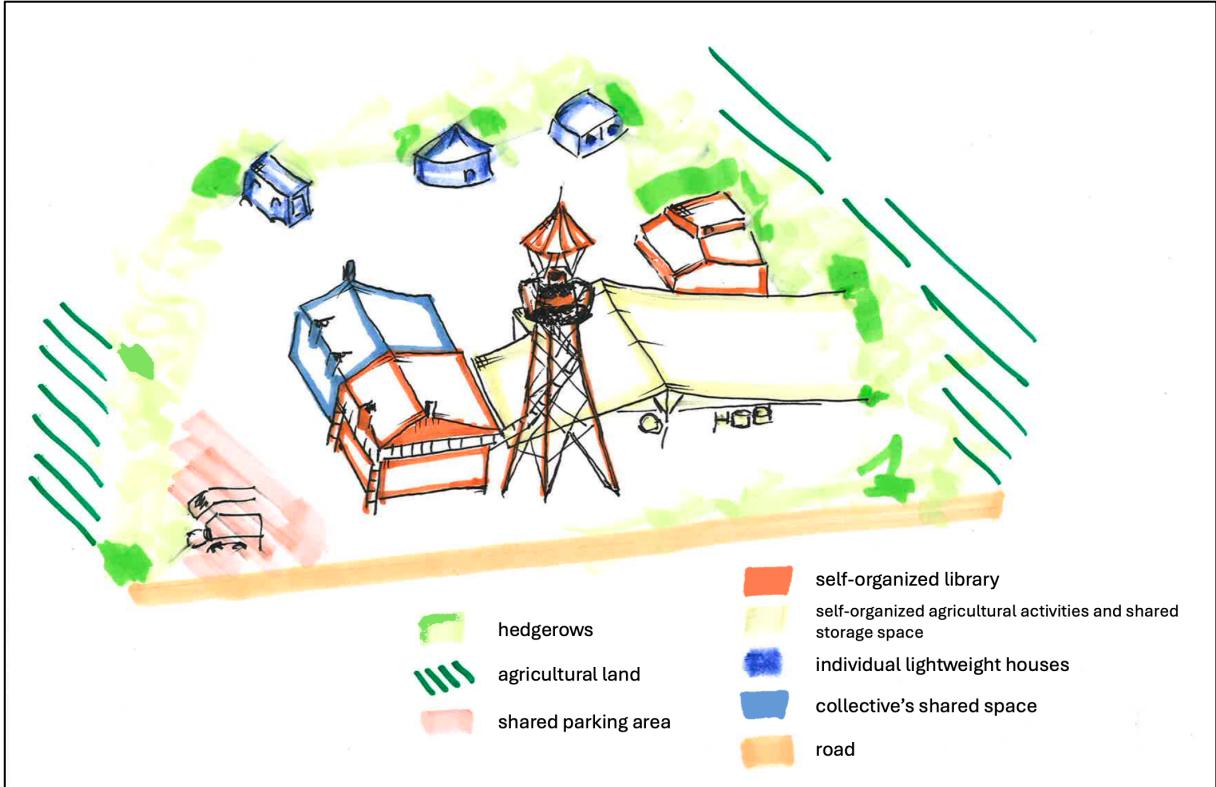 hedgerows
agricultural land
shared parking area
self-organized library
self-organized agricultural activities and shared
storage space
individual lightweight houses
collective’s shared space
road